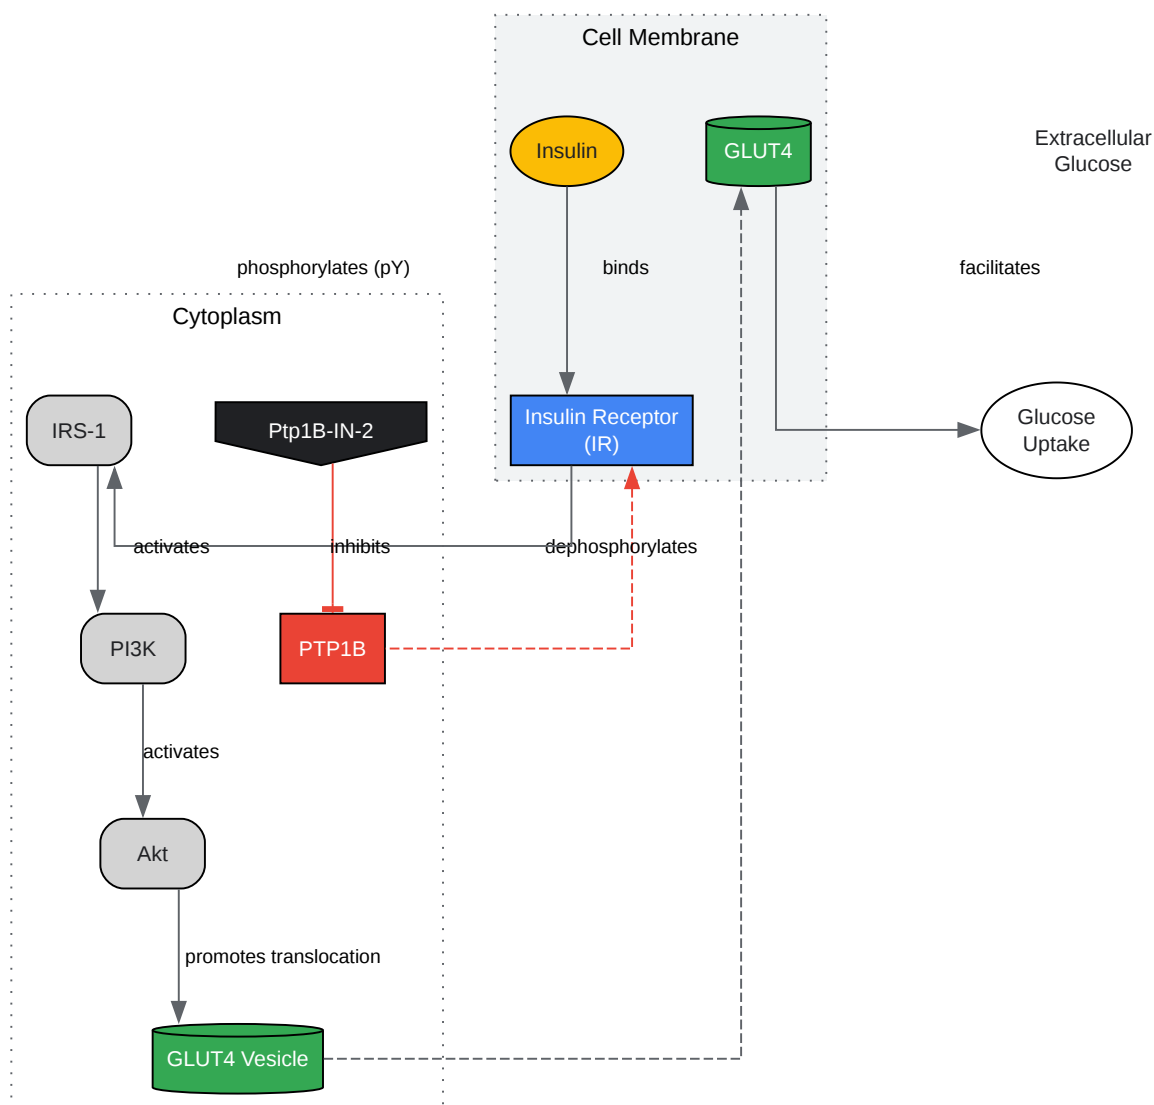 Cell Membrane
Insulin
GLUT4
Extracellular
Glucose
phosphorylates (pY)
binds
facilitates
Cytoplasm
IRS-1
Ptp1B-IN-2
Insulin Receptor
(IR)
Glucose
Uptake
activates
inhibits
dephosphorylates
PI3K
PTP1B
activates
Akt
promotes translocation
GLUT4 Vesicle